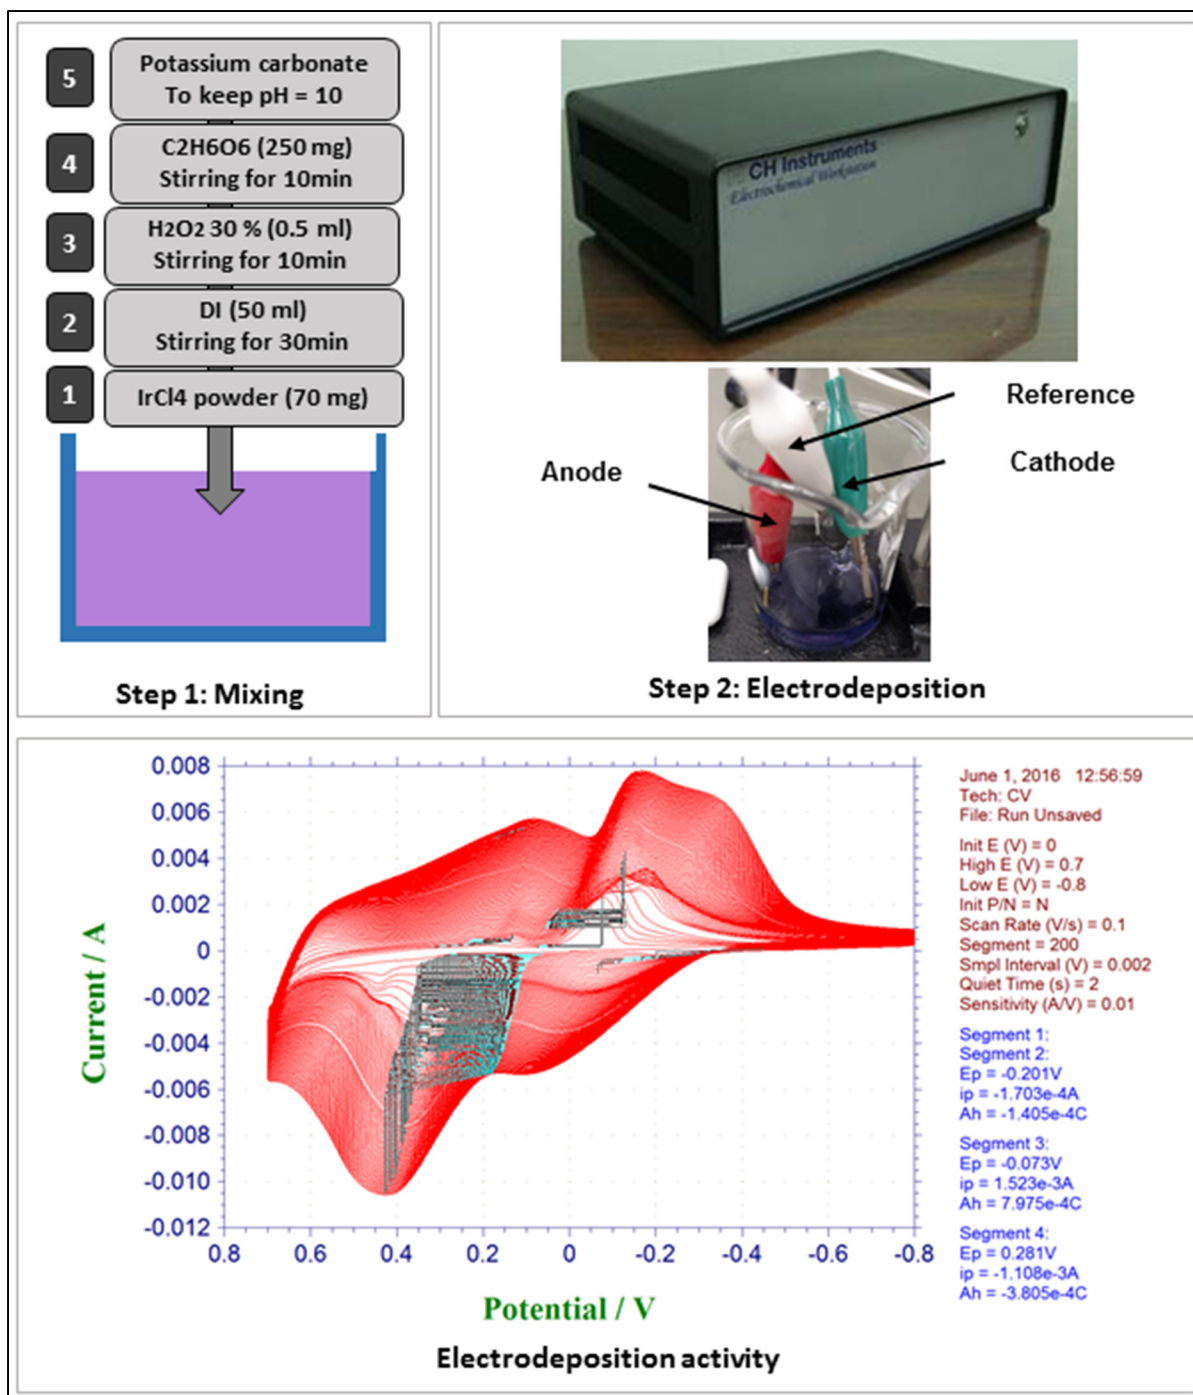 5
Potassium carbonate
To keep pH = 10
4
C2H6O6 (250 mg)
Stirring for 10min
3
H2O2 30 % (0.5 ml)
Stirring for 10min
2
DI (50 ml)
Stirring for 30min
1
IrCl4 powder (70 mg)
Step 1: Mixing
CH Instruments
Electrochemical Workstation
Reference
Cathode
Anode
Step 2: Electrodeposition
0.008
0.006
0.004
0.002
0
-0.002
-0.004
-0.006
-0.008
-0.010
-0.012
Current / A
0.8 0.6 0.4 0.2 0 -0.2 -0.4 -0.6 -0.8
Potential / V
June 1, 2016 12:56:59
Tech: CV
File: Run Unsaved
Init E (V) = 0
High E (V) = 0.7
Low E (V) = -0.8
Init P/N = N
Scan Rate (V/s) = 0.1
Segment = 200
Smpl Interval (V) = 0.002
Quiet Time (s) = 2
Sensitivity (A/V) = 0.01
Segment 1:
Segment 2:
Ep = -0.201V
ip = -1.703e-4A
Ah = -1.405e-4C
Segment 3:
Ep = -0.073V
ip = 1.523e-3A
Ah = 7.975e-4C
Segment 4:
Ep = 0.281V
ip = -1.108e-3A
Ah = -3.805e-4C
Electrodeposition activity